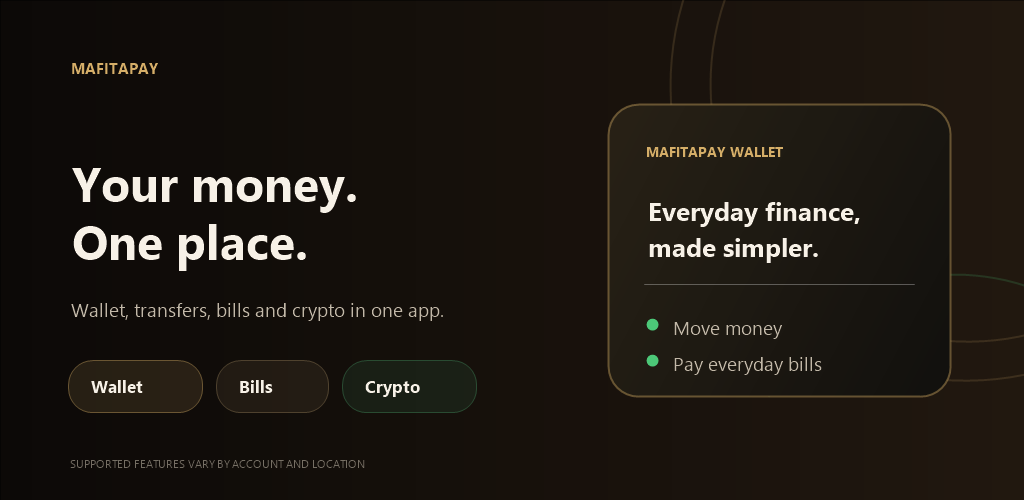 MAFITAPAY
Your money.
One place.
Wallet, transfers, bills and crypto in one app.
Wallet
Bills
Crypto
SUPPORTED FEATURES VARY BY ACCOUNT AND LOCATION
MAFITAPAY WALLET
Everyday finance,
made simpler.
Move money
Pay everyday bills